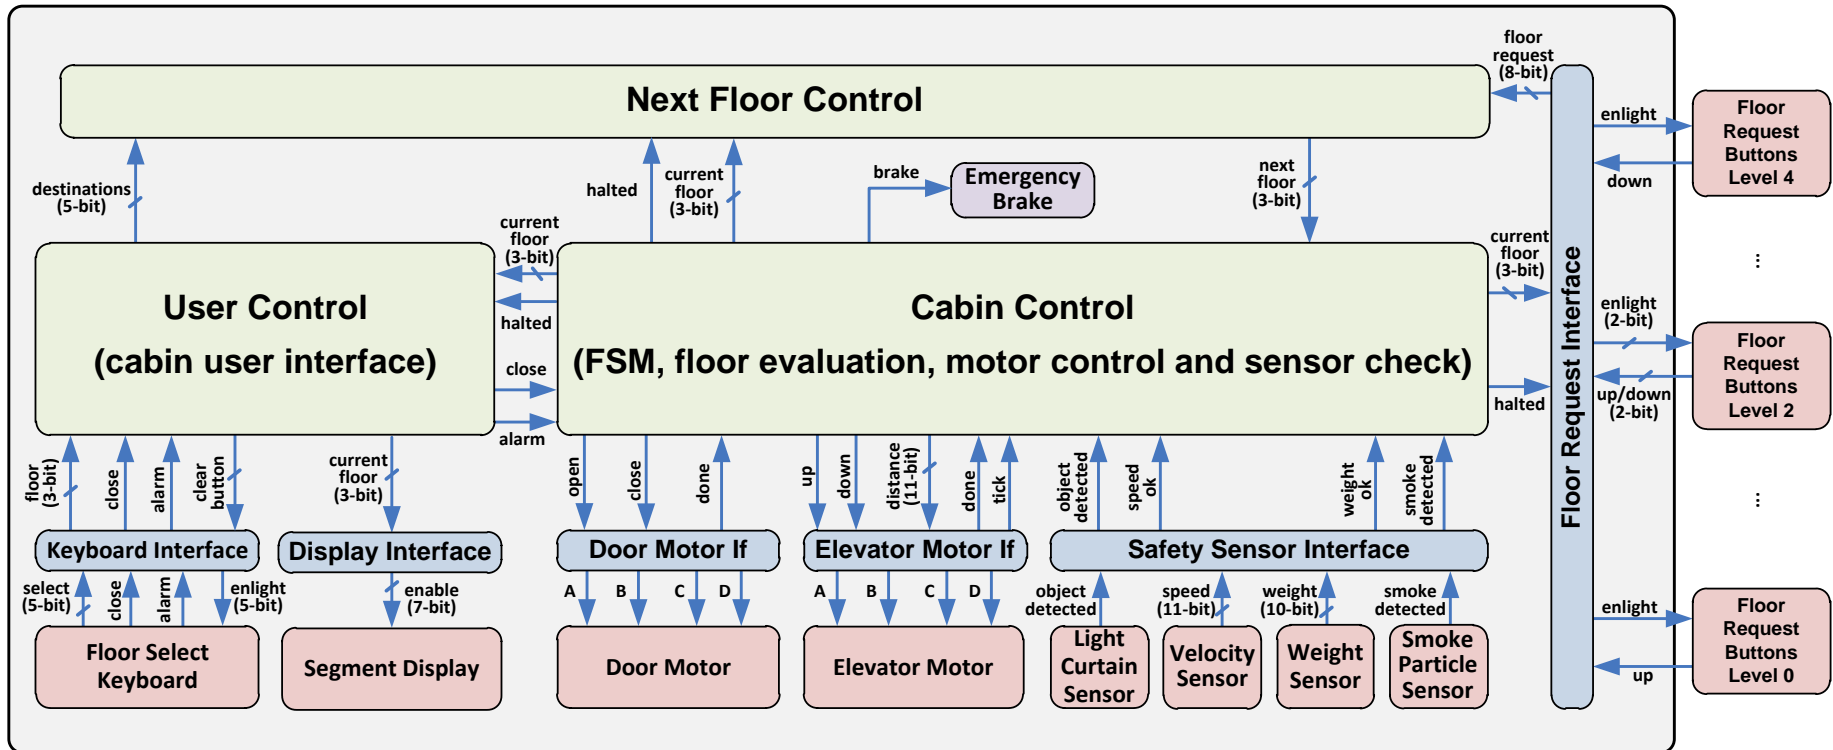 floor
request
(8-bit)
Next Floor Control
enlight
Floor
Request
Buttons
Level 4
down
destinations
(5-bit)
halted
current
floor
(3-bit)
brake
Emergency
Brake
next
floor
(3-bit)
current
floor
(3-bit)
current
floor
(3-bit)
...
User Control
(cabin user interface)
halted
close
alarm
Cabin Control
(FSM, floor evaluation, motor control and sensor check)
halted
Floor Request Interface
enlight
(2-bit)
up/down
(2-bit)
Floor
Request
Buttons
Level 2
...
floor
(3-bit)
close
alarm
clear
button
current
floor
(3-bit)
open
close
done
up
down
distance
(11-bit)
done
tick
object
detected
speed
ok
weight
ok
smoke
detected
Keyboard Interface
Display Interface
Door Motor If
Elevator Motor If
Safety Sensor Interface
select
(5-bit)
close
alarm
enlight
(5-bit)
enable
(7-bit)
A
B
C
D
A
B
C
D
object
detected
speed
(11-bit)
weight
(10-bit)
smoke
detected
enlight
up
Floor
Request
Buttons
Level 0
Floor Select
Keyboard
Segment Display
Door Motor
Elevator Motor
Light
Curtain
Sensor
Velocity
Sensor
Weight
Sensor
Smoke
Particle
Sensor